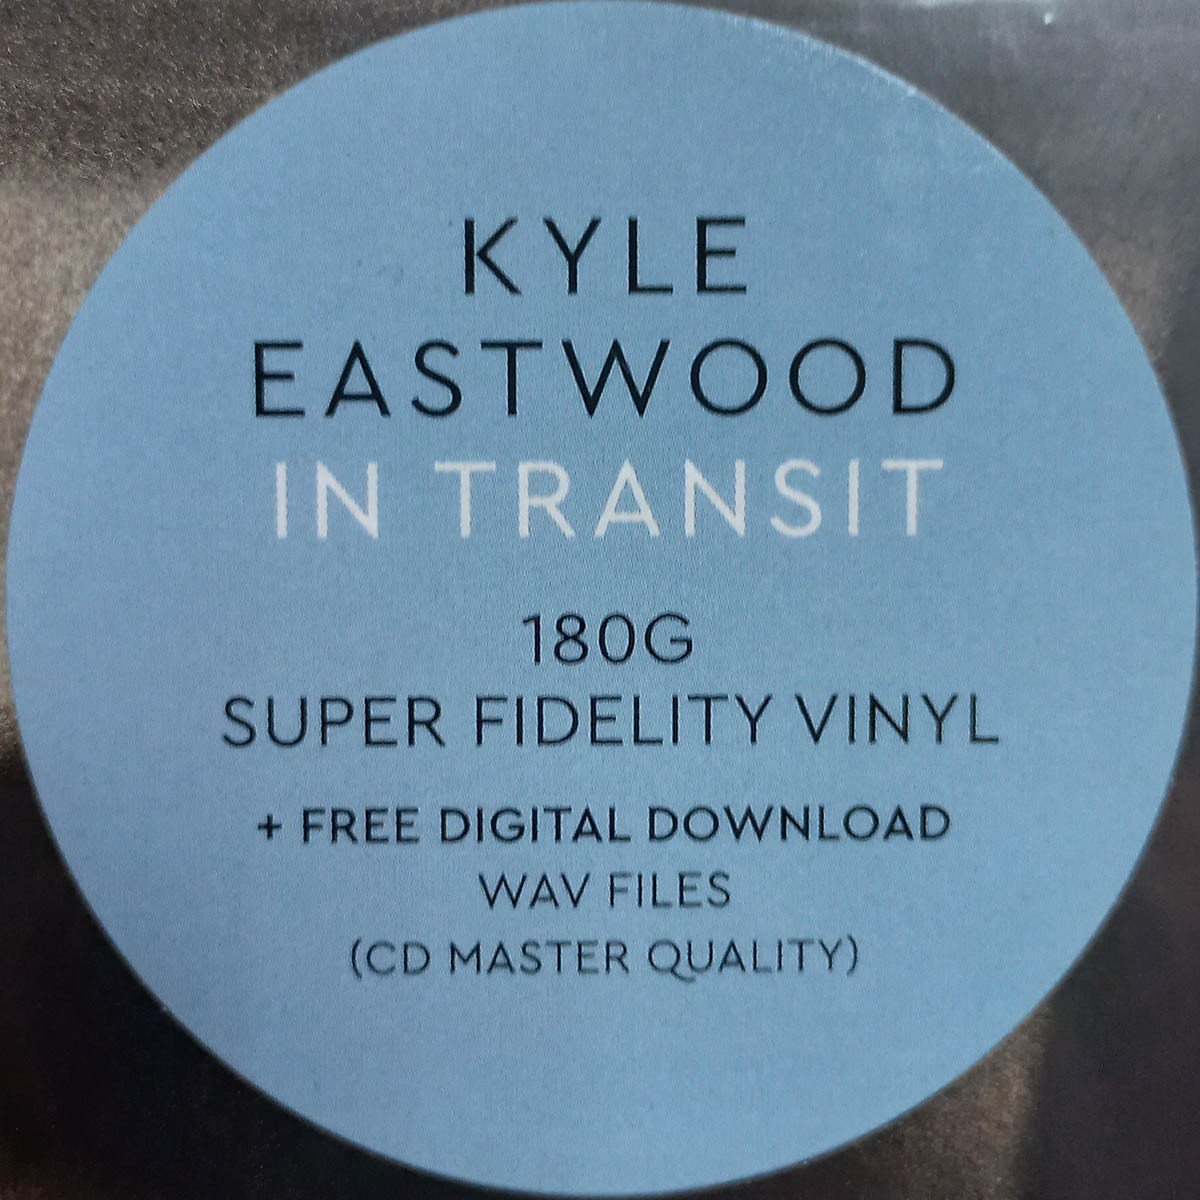 KYLE
EASTWOOD
IN TRANSIT
180G
SUPER FIDELITY VINYL
+ FREE DIGITAL DOWNLOAD
WAV FILES
(CD MASTER QUALITY)